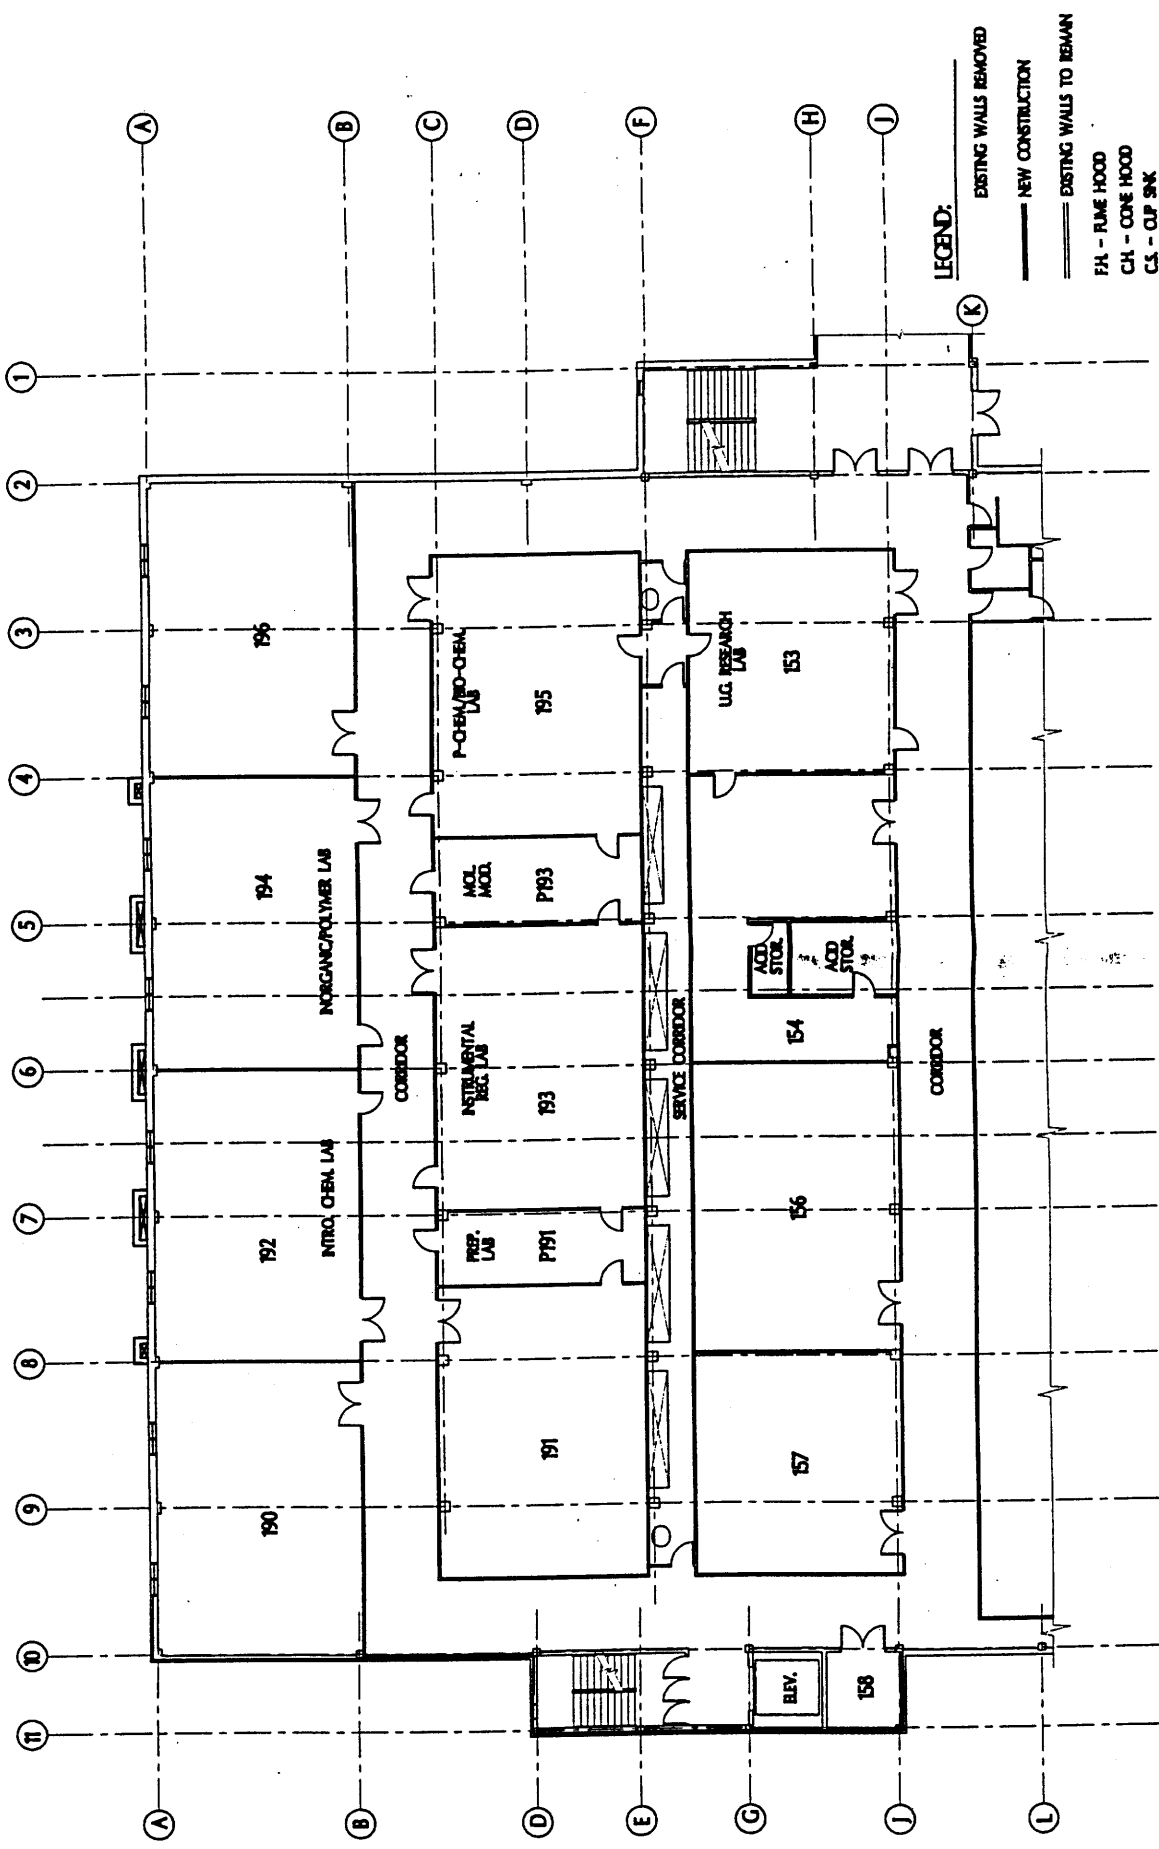 A
B
C
D
F
H
J
K
LEGEND:
EXISTING WALLS REMOVED
NEW CONSTRUCTION
EXISTING WALLS TO REMAIN
F.H. - FUME HOOD
C.H. - CONE HOOD
C.S. - CUP SINK
1
2
3
4
5
6
7
8
9
10
11
196
194
INORGANIC/POLYMER LAB
192
INTRO. CHEM. LAB
190
CORRIDOR
P-CHEM./BIO-CHEM.
LAB
195
MOL.
MOD.
P193
INSTRUMENTAL
REG. LAB
193
PREP.
LAB
P191
191
SERVICE CORRIDOR
U.G. RESEARCH
LAB
153
ACID
STOR.
ACID
STOR.
154
156
157
CORRIDOR
ELEV.
158
A
B
D
E
G
J
L